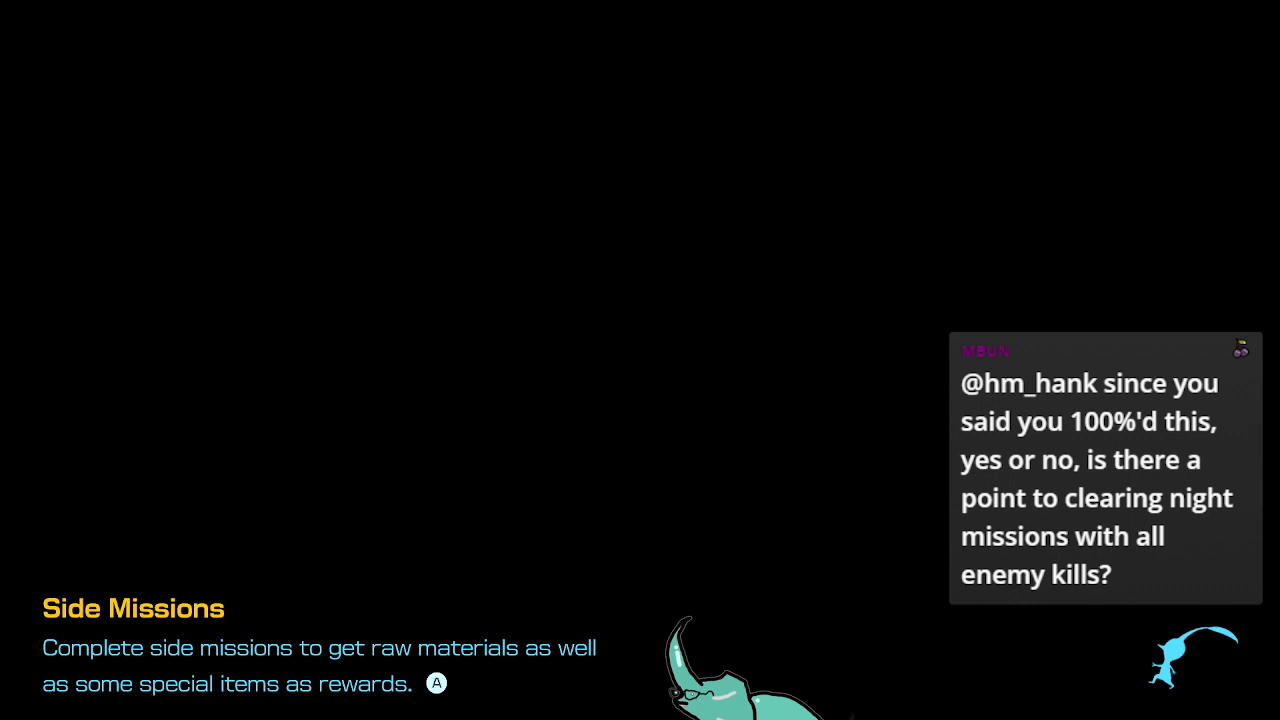 MBUN
@hm_hank since you
said you 100%'d this,
yes or no, is there a
point to clearing night
missions with all
enemy kills?
Side Missions
Complete side missions to get raw materials as well
as some special items as rewards. A